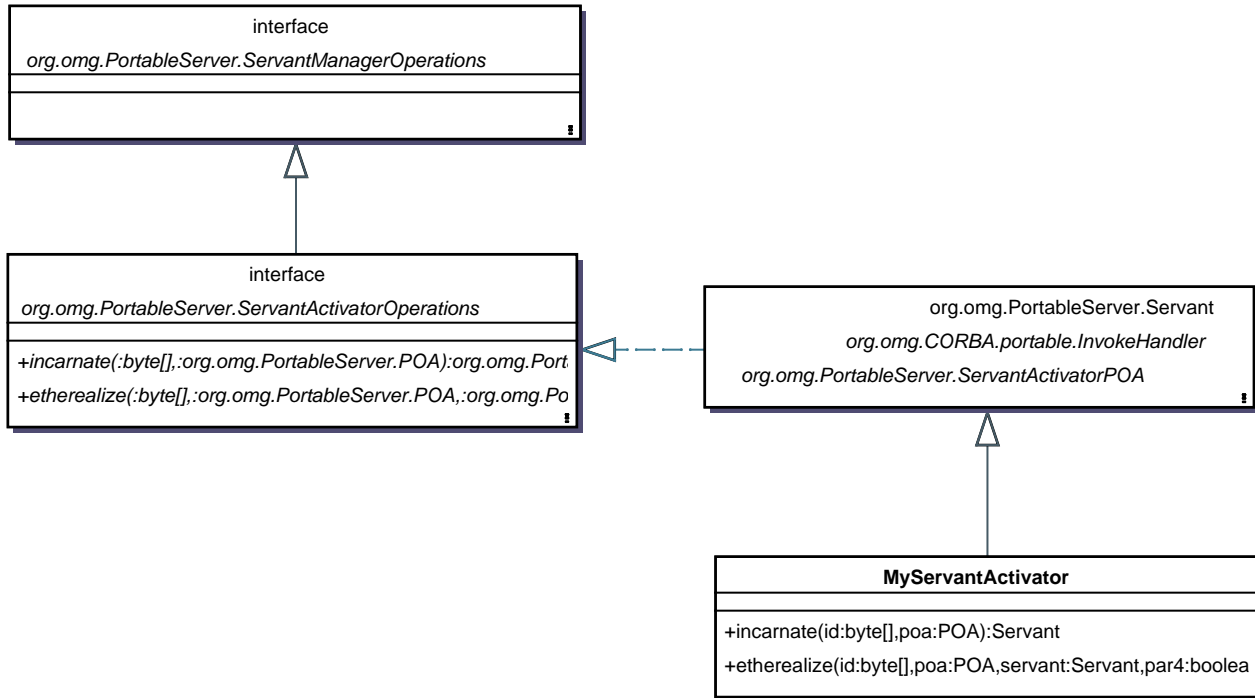 interface
org.omg.PortableServer.ServantManagerOperations
interface
org.omg.PortableServer.ServantActivatorOperations
+incarnate(:byte[],:org.omg.PortableServer.POA):org.omg.Port
+etherealize(:byte[],:org.omg.PortableServer.POA,:org.omg.Po
org.omg.PortableServer.Servant
org.omg.CORBA.portable.InvokeHandler
org.omg.PortableServer.ServantActivatorPOA
MyServantActivator
+incarnate(id:byte[],poa:POA):Servant
+etherealize(id:byte[],poa:POA,servant:Servant,par4:boolea